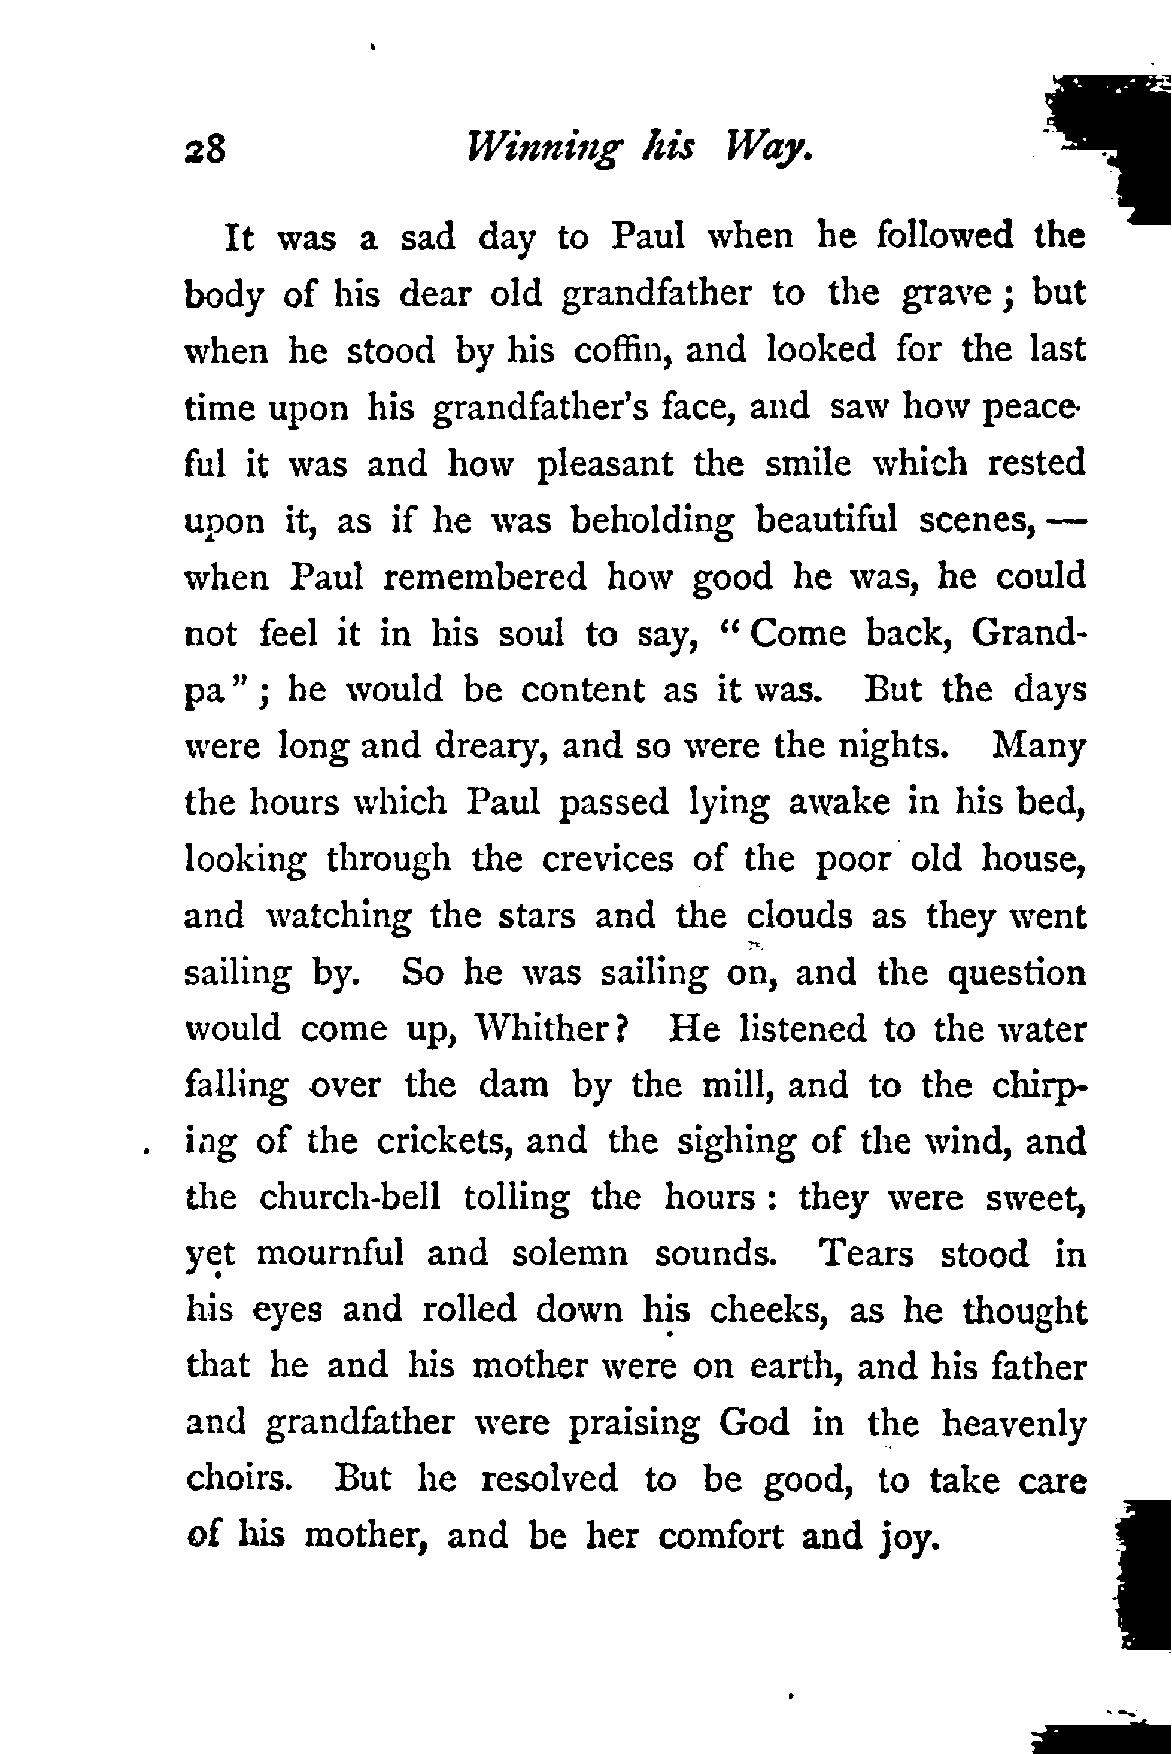 28 Winning his Way.
It was a sad day to Paul when he followed the
body of his dear old grandfather to the grave ; but
when he stood by his coffin, and looked for the last
time upon his grandfather's face, and saw how peace-
ful it was and how pleasant the smile which rested
upon it, as if he was beholding beautiful scenes, —
when Paul remembered how good he was, he could
not feel it in his soul to say, “ Come back, Grand-
pa ” ; he would be content as it was. But the days
were long and dreary, and so were the nights. Many
the hours which Paul passed lying awake in his bed,
looking through the crevices of the poor old house,
and watching the stars and the clouds as they went
sailing by. So he was sailing on, and the question
would come up, Whither? He listened to the water
falling over the dam by the mill, and to the chirp-
ing of the crickets, and the sighing of the wind, and
the church-bell tolling the hours : they were sweet,
yet mournful and solemn sounds. Tears stood in
his eyes and rolled down his cheeks, as he thought
that he and his mother were on earth, and his father
and grandfather were praising God in the heavenly
choirs. But he resolved to be good, to take care
of his mother, and be her comfort and joy.